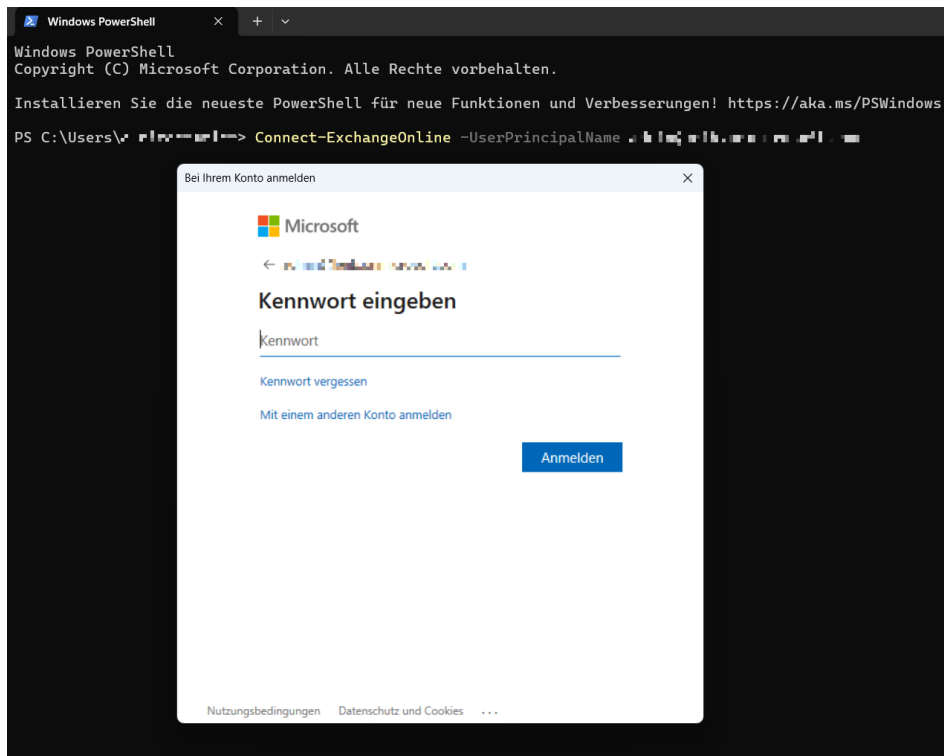 Windows PowerShell
Windows PowerShell
Copyright (C) Microsoft Corporation. Alle Rechte vorbehalten.
Installieren Sie die neueste PowerShell für neue Funktionen und Verbesserungen! https://aka.ms/PSWindows
PS C:\Users\ > Connect-ExchangeOnline -UserPrincipalName
Bei Ihrem Konto anmelden
Microsoft
Kennwort eingeben
Kennwort
Kennwort vergessen
Mit einem anderen Konto anmelden
Anmelden
Nutzungsbedingungen Datenschutz und Cookies ...